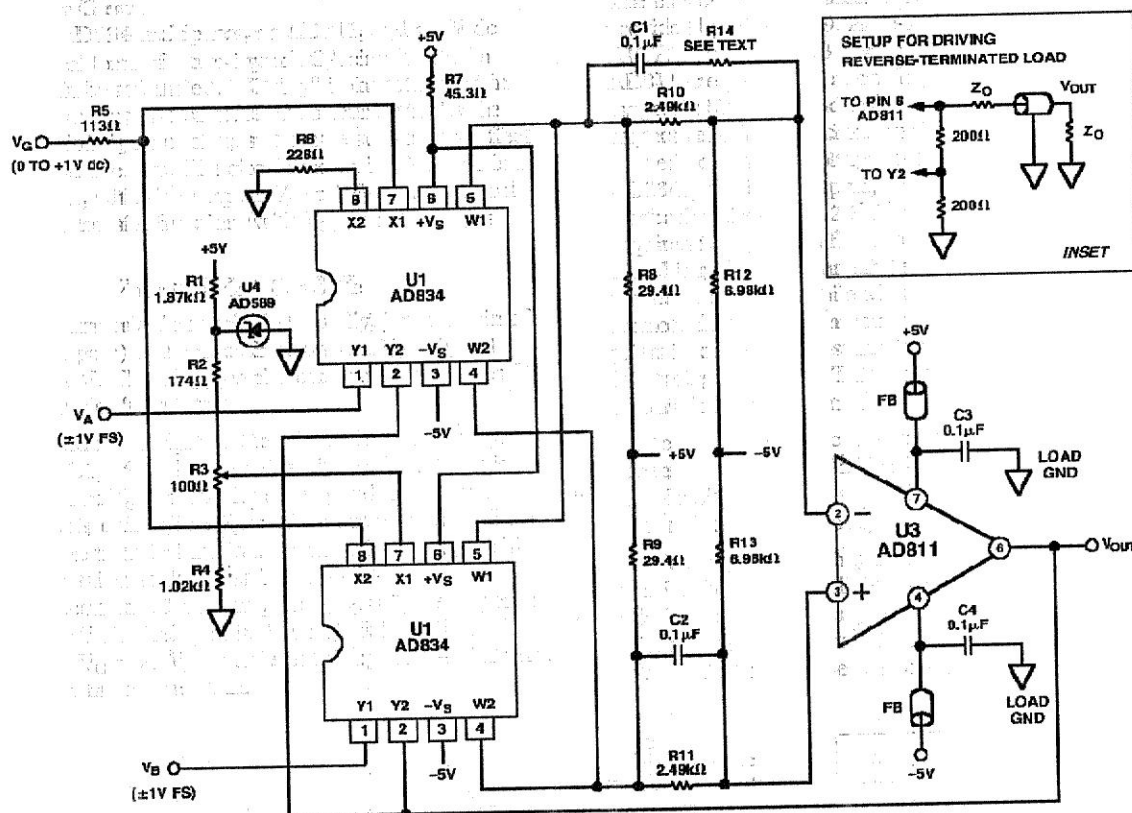 +5V
R7
45.3Ω
R5
113Ω
VG
(0 TO +1V dc)
R6
226Ω
8
7
6
5
X2
X1
+VS
W1
U1
AD834
Y1
Y2
–VS
W2
1
2
3
4
–5V
+5V
R1
1.87kΩ
U4
AD589
R2
174Ω
R3
100Ω
R4
1.02kΩ
VA
(±1V FS)
8
7
6
5
X2
X1
+VS
W1
U1
AD834
Y1
Y2
–VS
W2
1
2
3
4
–5V
VB
(±1V FS)
C1
0.1µF
R14
SEE TEXT
R10
2.49kΩ
R8
29.4Ω
R12
6.98kΩ
+5V
–5V
R9
29.4Ω
R13
6.98kΩ
C2
0.1µF
R11
2.49kΩ
SETUP FOR DRIVING
REVERSE-TERMINATED LOAD
TO PIN 6
AD811
ZO
VOUT
200Ω
ZO
TO Y2
200Ω
INSET
+5V
FB
C3
0.1µF
LOAD
GND
7
2
–
U3
AD811
6
VOUT
3
+
4
C4
0.1µF
LOAD
GND
FB
–5V